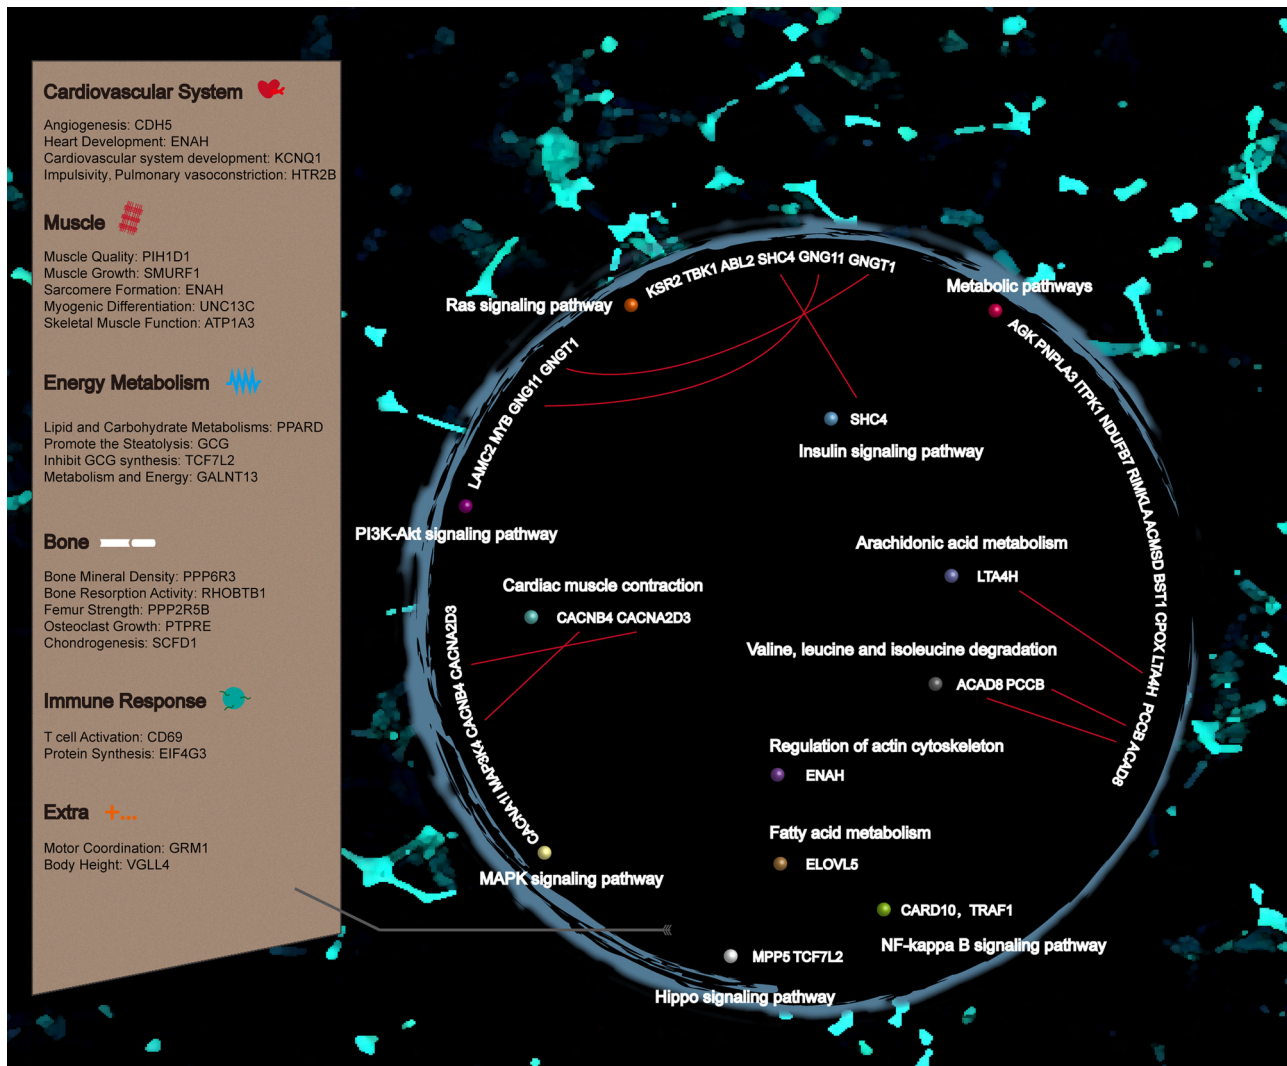 Cardiovascular System
Angiogenesis: CDH5
Heart Development: ENAH
Cardiovascular system development: KCNQ1
Impulsivity, Pulmonary vasoconstriction: HTR2B
Muscle
Muscle Quality: PIH1D1
Muscle Growth: SMURF1
Sarcomere Formation: ENAH
Myogenic Differentiation: UNC13C
Skeletal Muscle Function: ATP1A3
Energy Metabolism
Lipid and Carbohydrate Metabolisms: PPARD
Promote the Steatolysis: GCG
Inhibit GCG synthesis: TCF7L2
Metabolism and Energy: GALNT13
Bone
Bone Mineral Density: PPP6R3
Bone Resorption Activity: RHOBTB1
Femur Strength: PPP2R5B
Osteoclast Growth: PTPRE
Chondrogenesis: SCFD1
Immune Response
T cell Activation: CD69
Protein Synthesis: EIF4G3
Extra +...
Motor Coordination: GRM1
Body Height: VGLL4
Ras signaling pathway
KSR2 TBK1 ABL2 SHC4 GNG11 GNGT1
Metabolic pathways
AGK PNPLA3 ITPK1 NDUFB7 RIMKLA ACMSD BST1 CPOX LTA4H PCCB ACAD8
LAMC2 MYB GNG11 GNGT1
PI3K-Akt signaling pathway
SHC4
Insulin signaling pathway
Arachidonic acid metabolism
LTA4H
Cardiac muscle contraction
CACNB4 CACNA2D3
Valine, leucine and isoleucine degradation
ACAD8 PCCB
CACNA1I MAP3K4 CACNB4 CACNA2D3
MAPK signaling pathway
Regulation of actin cytoskeleton
ENAH
Fatty acid metabolism
ELOVL5
CARD10, TRAF1
NF-kappa B signaling pathway
MPP5 TCF7L2
Hippo signaling pathway